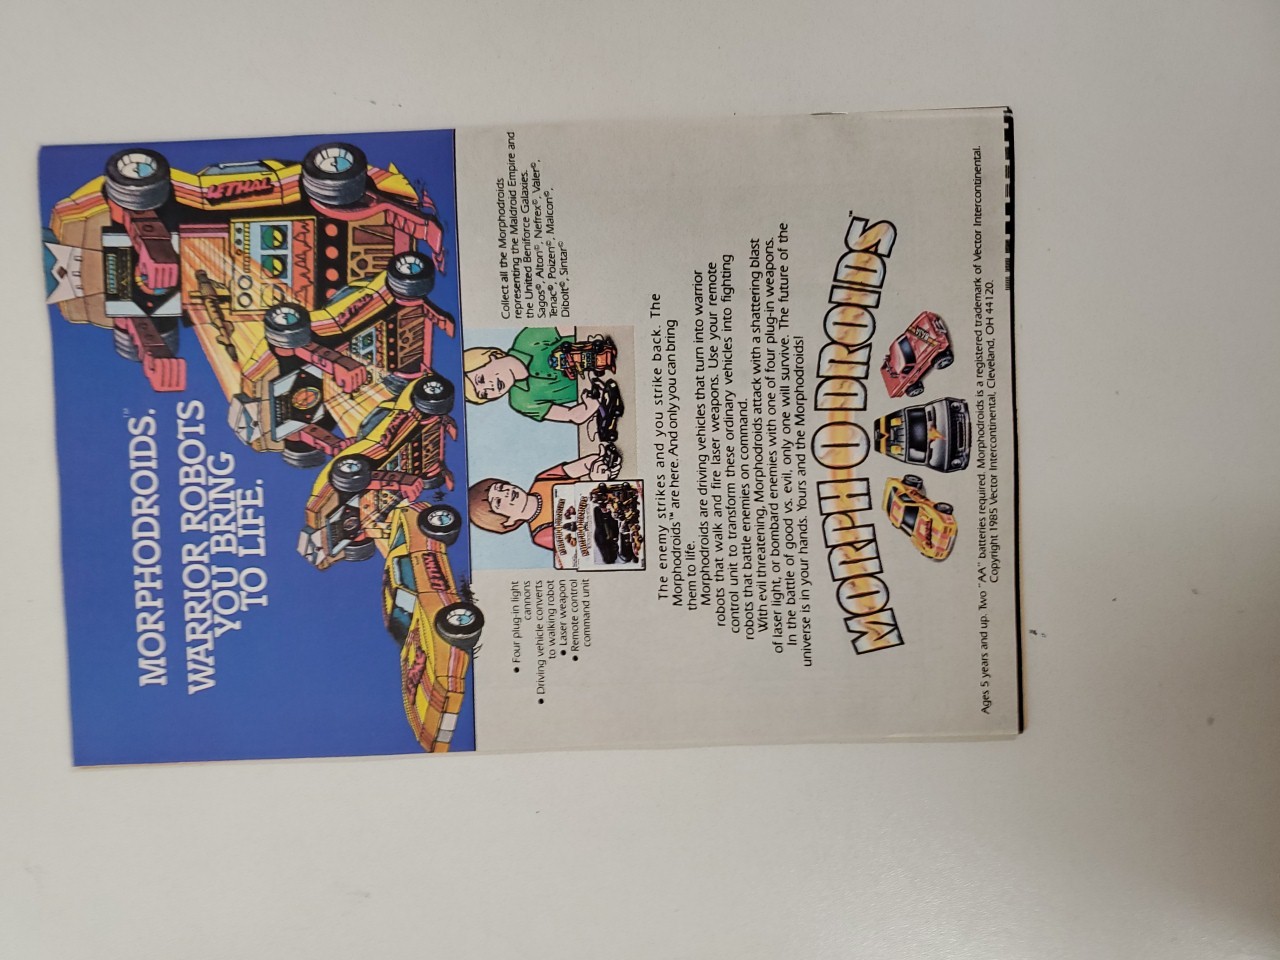 MORPHODROIDS.™
WARRIOR ROBOTS
YOU BRING
TO LIFE.
LETHAL
LETHAL
LETHAL
• Four plug-in light
cannons
• Driving vehicle converts
to walking robot
• Laser weapon
• Remote control
command unit
Collect all the Morphodroids
representing the Maldroid Empire and
the United Beniforce Galaxies.
Sagos©, Alton©, Nefrex©, Valer©,
Tenac©, Poizen©, Malcon©,
Dibolt©, Sintar©
The enemy strikes and you strike back. The
Morphodroids™ are here. And only you can bring
them to life.
Morphodroids are driving vehicles that turn into warrior
robots that walk and fire laser weapons. Use your remote
control unit to transform these ordinary vehicles into fighting
robots that battle enemies on command.
With evil threatening, Morphodroids attack with a shattering blast
of laser light, or bombard enemies with one of four plug-in weapons.
In the battle of good vs. evil, only one will survive. The future of the
universe is in your hands. Yours and the Morphodroids!
MORPHODROIDS™
Ages 5 years and up. Two "AA" batteries required. Morphodroids is a registered trademark of Vector Intercontinental.
Copyright 1985 Vector Intercontinental, Cleveland, OH 44120.